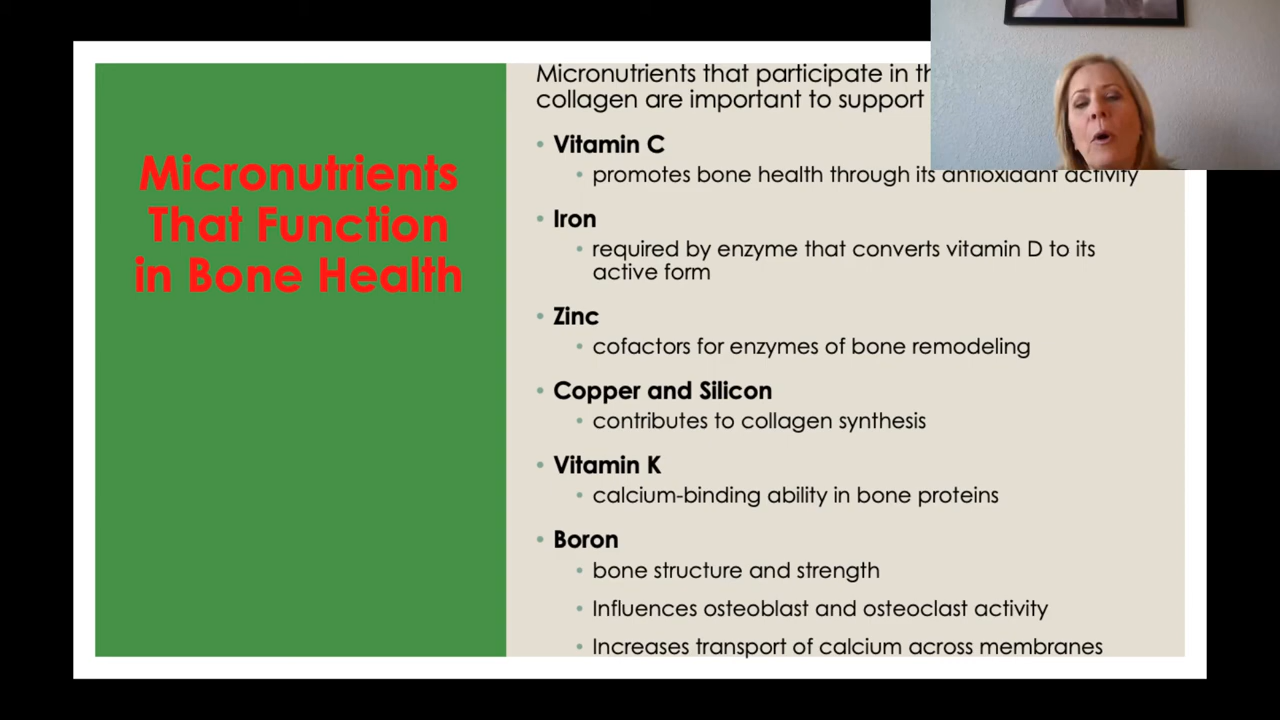 Micronutrients
That Function
in Bone Health
Micronutrients that participate in
collagen are important to support
• Vitamin C
• promotes bone health through its antioxidant activity
• Iron
• required by enzyme that converts vitamin D to its
active form
• Zinc
• cofactors for enzymes of bone remodeling
• Copper and Silicon
• contributes to collagen synthesis
• Vitamin K
• calcium-binding ability in bone proteins
• Boron
• bone structure and strength
• Influences osteoblast and osteoclast activity
• Increases transport of calcium across membranes